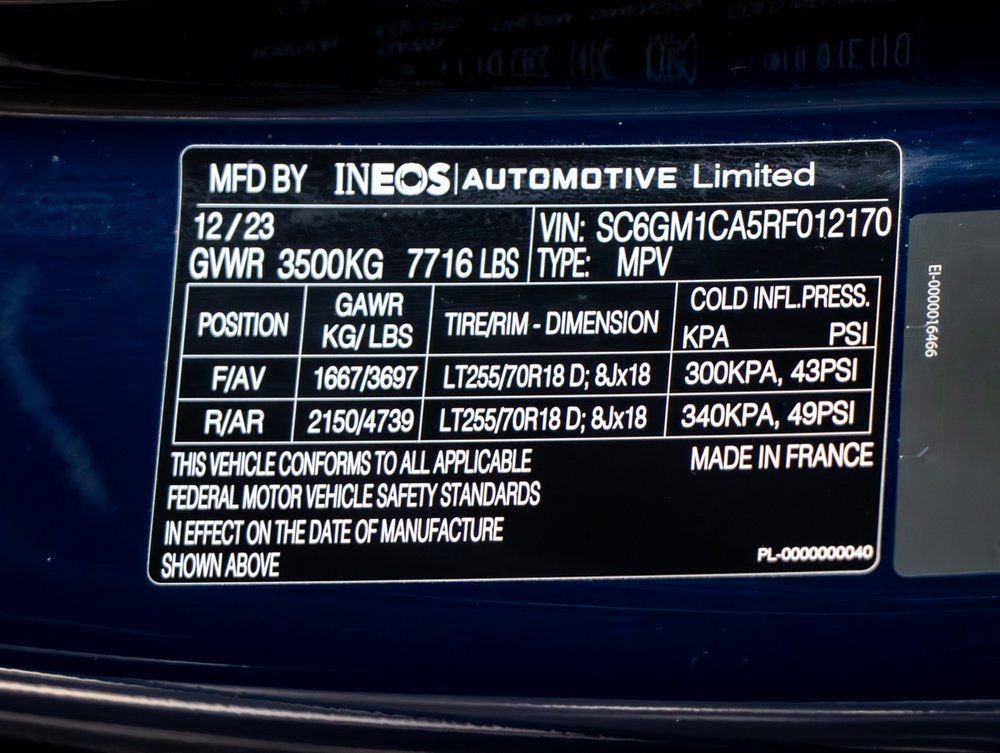 MFD BY INEOS | AUTOMOTIVE Limited
12/23
VIN: SC6GM1CA5RF012170
GVWR 3500KG 7716 LBS
TYPE: MPV
POSITION
GAWR
KG/LBS
TIRE/RIM - DIMENSION
COLD INFL.PRESS.
KPA PSI
F/AV 1667/3697 LT255/70R18 D; 8Jx18 300KPA, 43PSI
R/AR 2150/4739 LT255/70R18 D; 8Jx18 340KPA, 49PSI
THIS VEHICLE CONFORMS TO ALL APPLICABLE
FEDERAL MOTOR VEHICLE SAFETY STANDARDS
IN EFFECT ON THE DATE OF MANUFACTURE
SHOWN ABOVE
MADE IN FRANCE
PL-0000000040
EI-0000016466